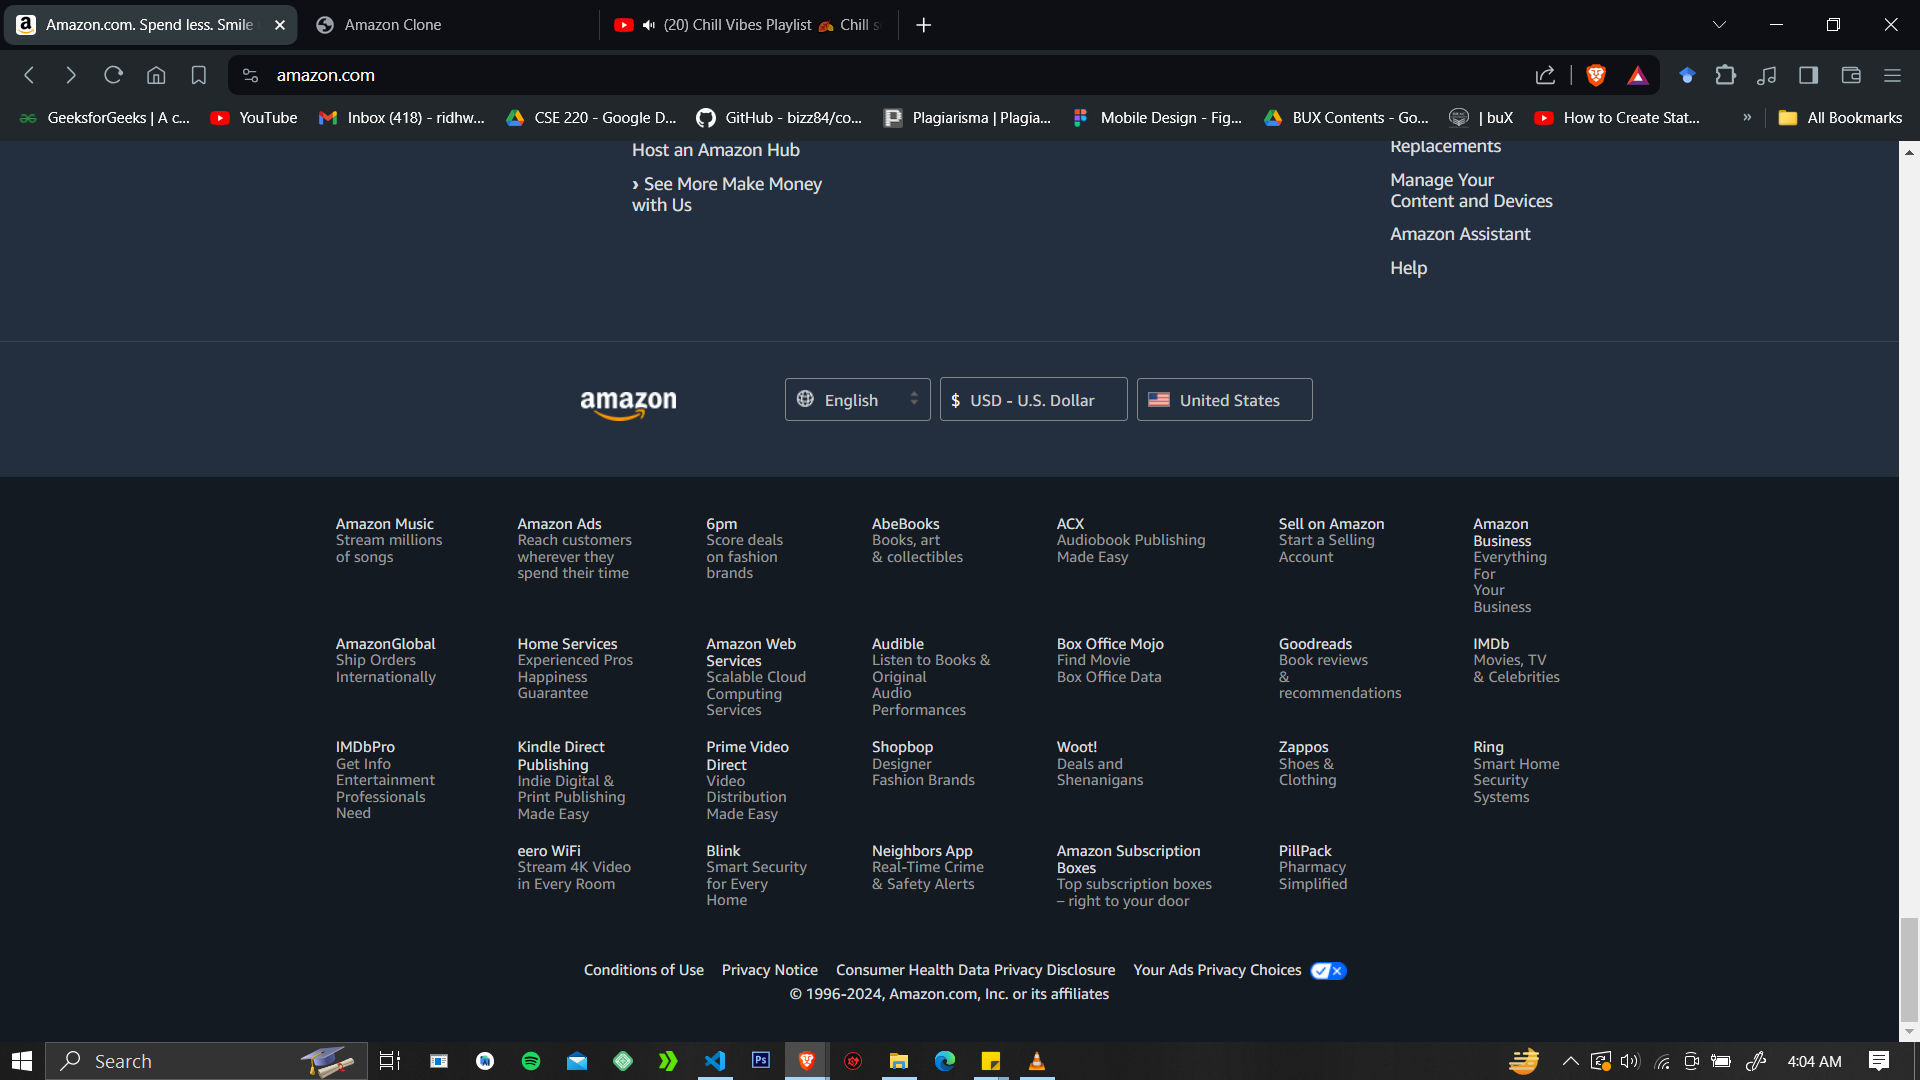 Amazon.com. Spend less. Smile
Amazon Clone
(20) Chill Vibes Playlist 🍂 Chill s
amazon.com
GeeksforGeeks | A c...
YouTube
Inbox (418) - ridhw...
CSE 220 - Google D...
GitHub - bizz84/co...
Plagiarisma | Plagia...
Mobile Design - Fig...
BUX Contents - Go...
| buX
How to Create Stat...
»
All Bookmarks
Host an Amazon Hub
› See More Make Money
with Us
Replacements
Manage Your
Content and Devices
Amazon Assistant
Help
amazon
English
$ USD - U.S. Dollar
United States
Amazon Music
Stream millions
of songs
Amazon Ads
Reach customers
wherever they
spend their time
6pm
Score deals
on fashion
brands
AbeBooks
Books, art
& collectibles
ACX
Audiobook Publishing
Made Easy
Sell on Amazon
Start a Selling
Account
Amazon
Business
Everything
For
Your
Business
AmazonGlobal
Ship Orders
Internationally
Home Services
Experienced Pros
Happiness
Guarantee
Amazon Web
Services
Scalable Cloud
Computing
Services
Audible
Listen to Books &
Original
Audio
Performances
Box Office Mojo
Find Movie
Box Office Data
Goodreads
Book reviews
&
recommendations
IMDb
Movies, TV
& Celebrities
IMDbPro
Get Info
Entertainment
Professionals
Need
Kindle Direct
Publishing
Indie Digital &
Print Publishing
Made Easy
Prime Video
Direct
Video
Distribution
Made Easy
Shopbop
Designer
Fashion Brands
Woot!
Deals and
Shenanigans
Zappos
Shoes &
Clothing
Ring
Smart Home
Security
Systems
eero WiFi
Stream 4K Video
in Every Room
Blink
Smart Security
for Every
Home
Neighbors App
Real-Time Crime
& Safety Alerts
Amazon Subscription
Boxes
Top subscription boxes
– right to your door
PillPack
Pharmacy
Simplified
Conditions of Use
Privacy Notice
Consumer Health Data Privacy Disclosure
Your Ads Privacy Choices
© 1996-2024, Amazon.com, Inc. or its affiliates
Search
Ps
4:04 AM